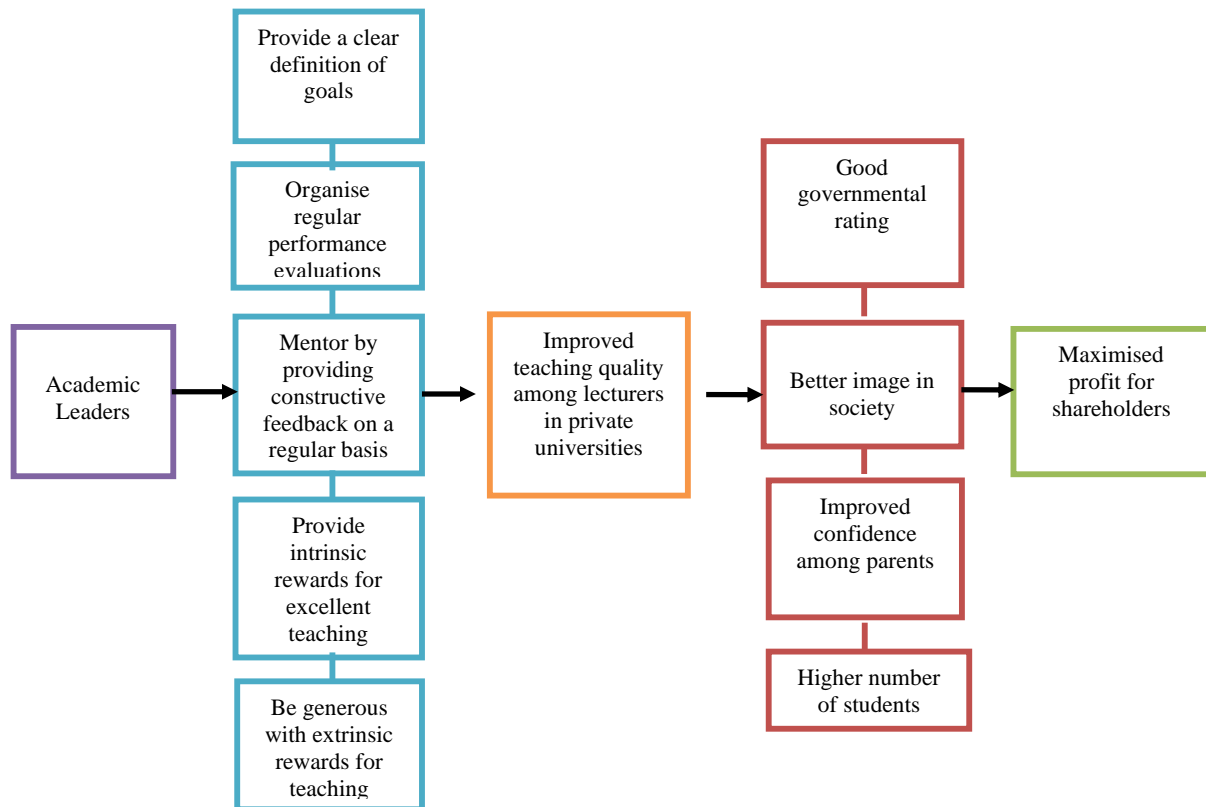 Provide a clear
definition of
goals
Organise
regular
performance
evaluations
Mentor by
providing
constructive
feedback on a
regular basis
Provide
intrinsic
rewards for
excellent
teaching
Be generous
with extrinsic
rewards for
teaching
Academic
Leaders
Improved
teaching quality
among lecturers
in private
universities
Good
governmental
rating
Better image in
society
Improved
confidence
among parents
Higher number
of students
Maximised
profit for
shareholders